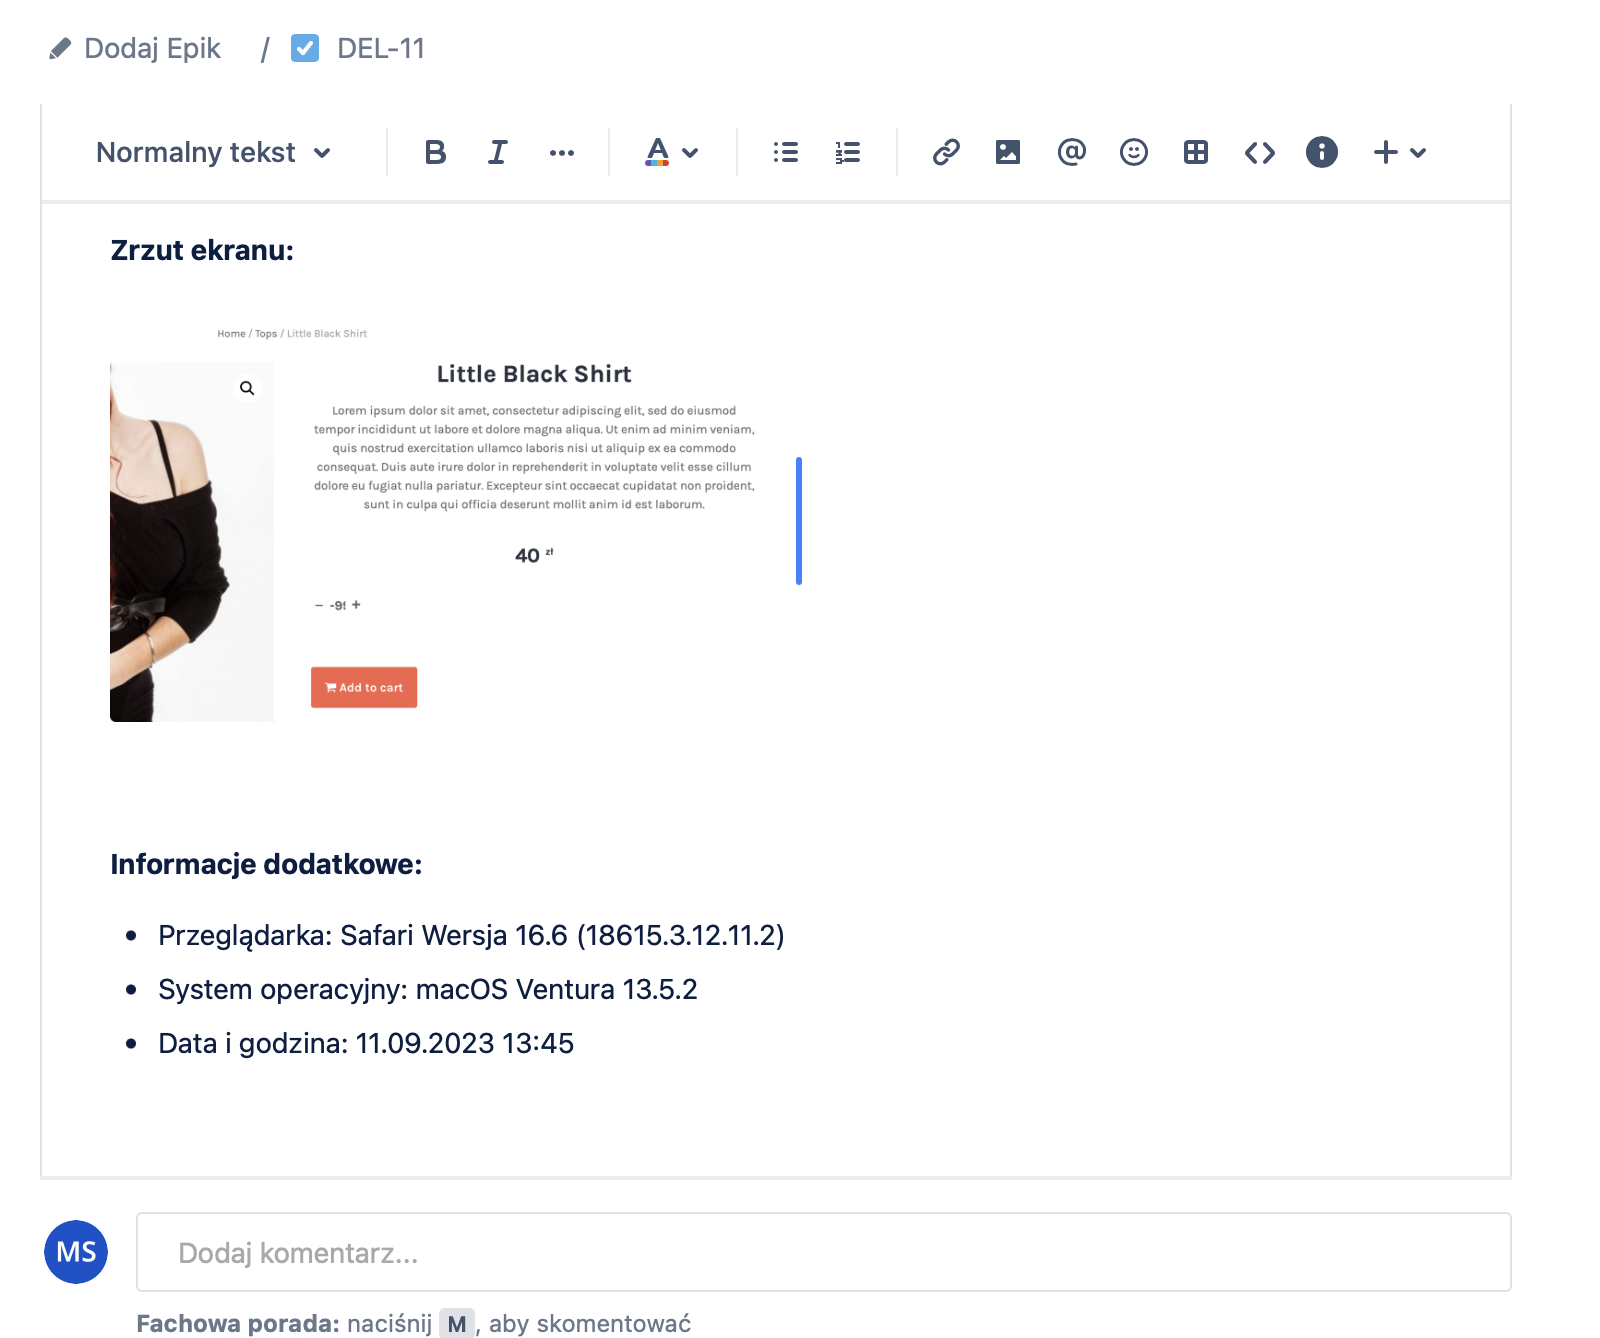 Dodaj Epik / DEL-11
Normalny tekst B I ... A @ <> +
Zrzut ekranu:
Home / Tops / Little Black Shirt
Little Black Shirt
Lorem ipsum dolor sit amet, consectetur adipiscing elit, sed do eiusmod
tempor incididunt ut labore et dolore magna aliqua. Ut enim ad minim veniam,
quis nostrud exercitation ullamco laboris nisi ut aliquip ex ea commodo
consequat. Duis aute irure dolor in reprehenderit in voluptate velit esse cillum
dolore eu fugiat nulla pariatur. Excepteur sint occaecat cupidatat non proident,
sunt in culpa qui officia deserunt mollit anim id est laborum.
40 zł
− +
Add to cart
Informacje dodatkowe:
• Przeglądarka: Safari Wersja 16.6 (18615.3.12.11.2)
• System operacyjny: macOS Ventura 13.5.2
• Data i godzina: 11.09.2023 13:45
MS Dodaj komentarz...
Fachowa porada: naciśnij M, aby skomentować